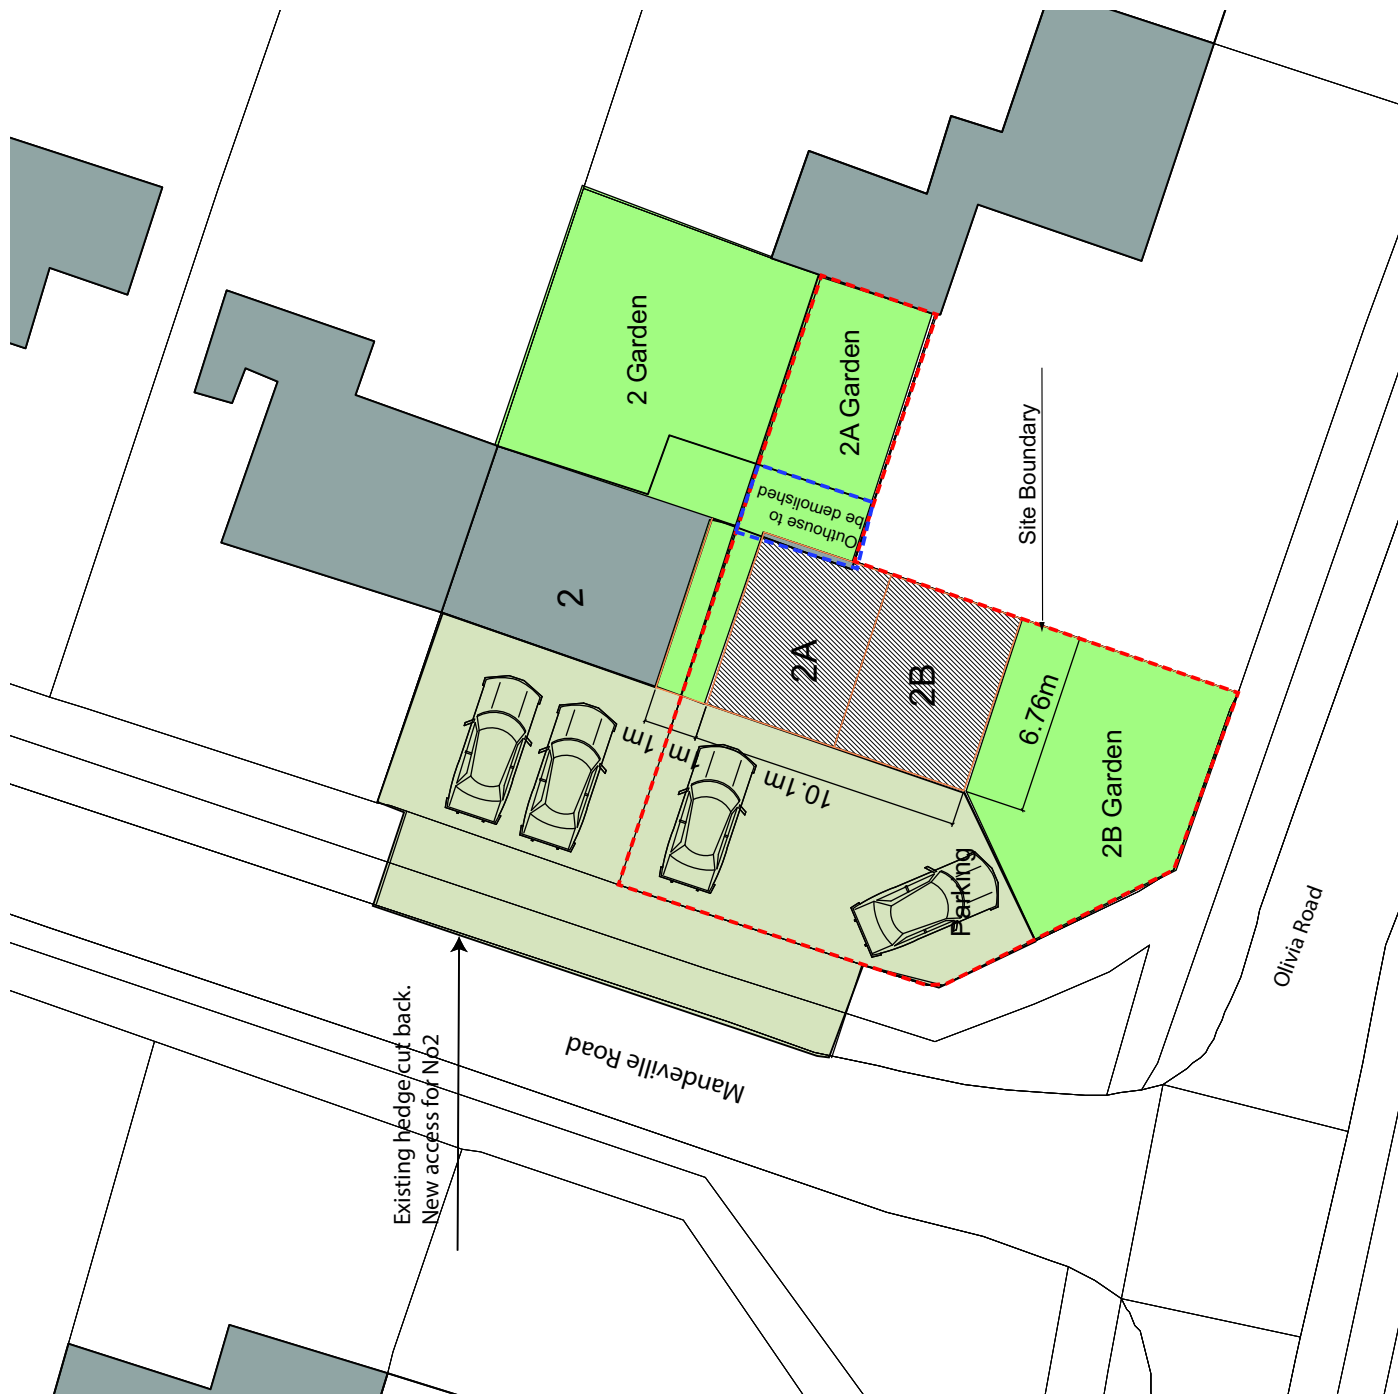 2 Garden
2A Garden
Outhouse to
be demolished
Site Boundary
2
2A
2B
6.76m
1m
1m
10.1m
2B Garden
Parking
Olivia Road
Mandeville Road
Existing hedge cut back.
New access for No2